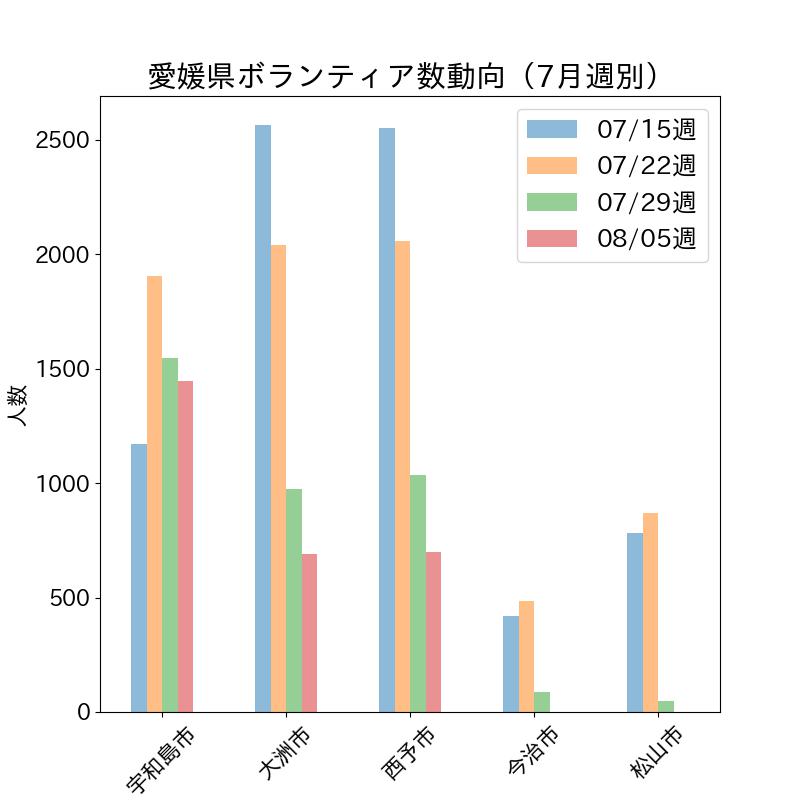 愛媛県ボランティア数動向（7月週別）
07/15週
07/22週
07/29週
08/05週
人数
2500
2000
1500
1000
500
0
宇和島市
大洲市
西予市
今治市
松山市